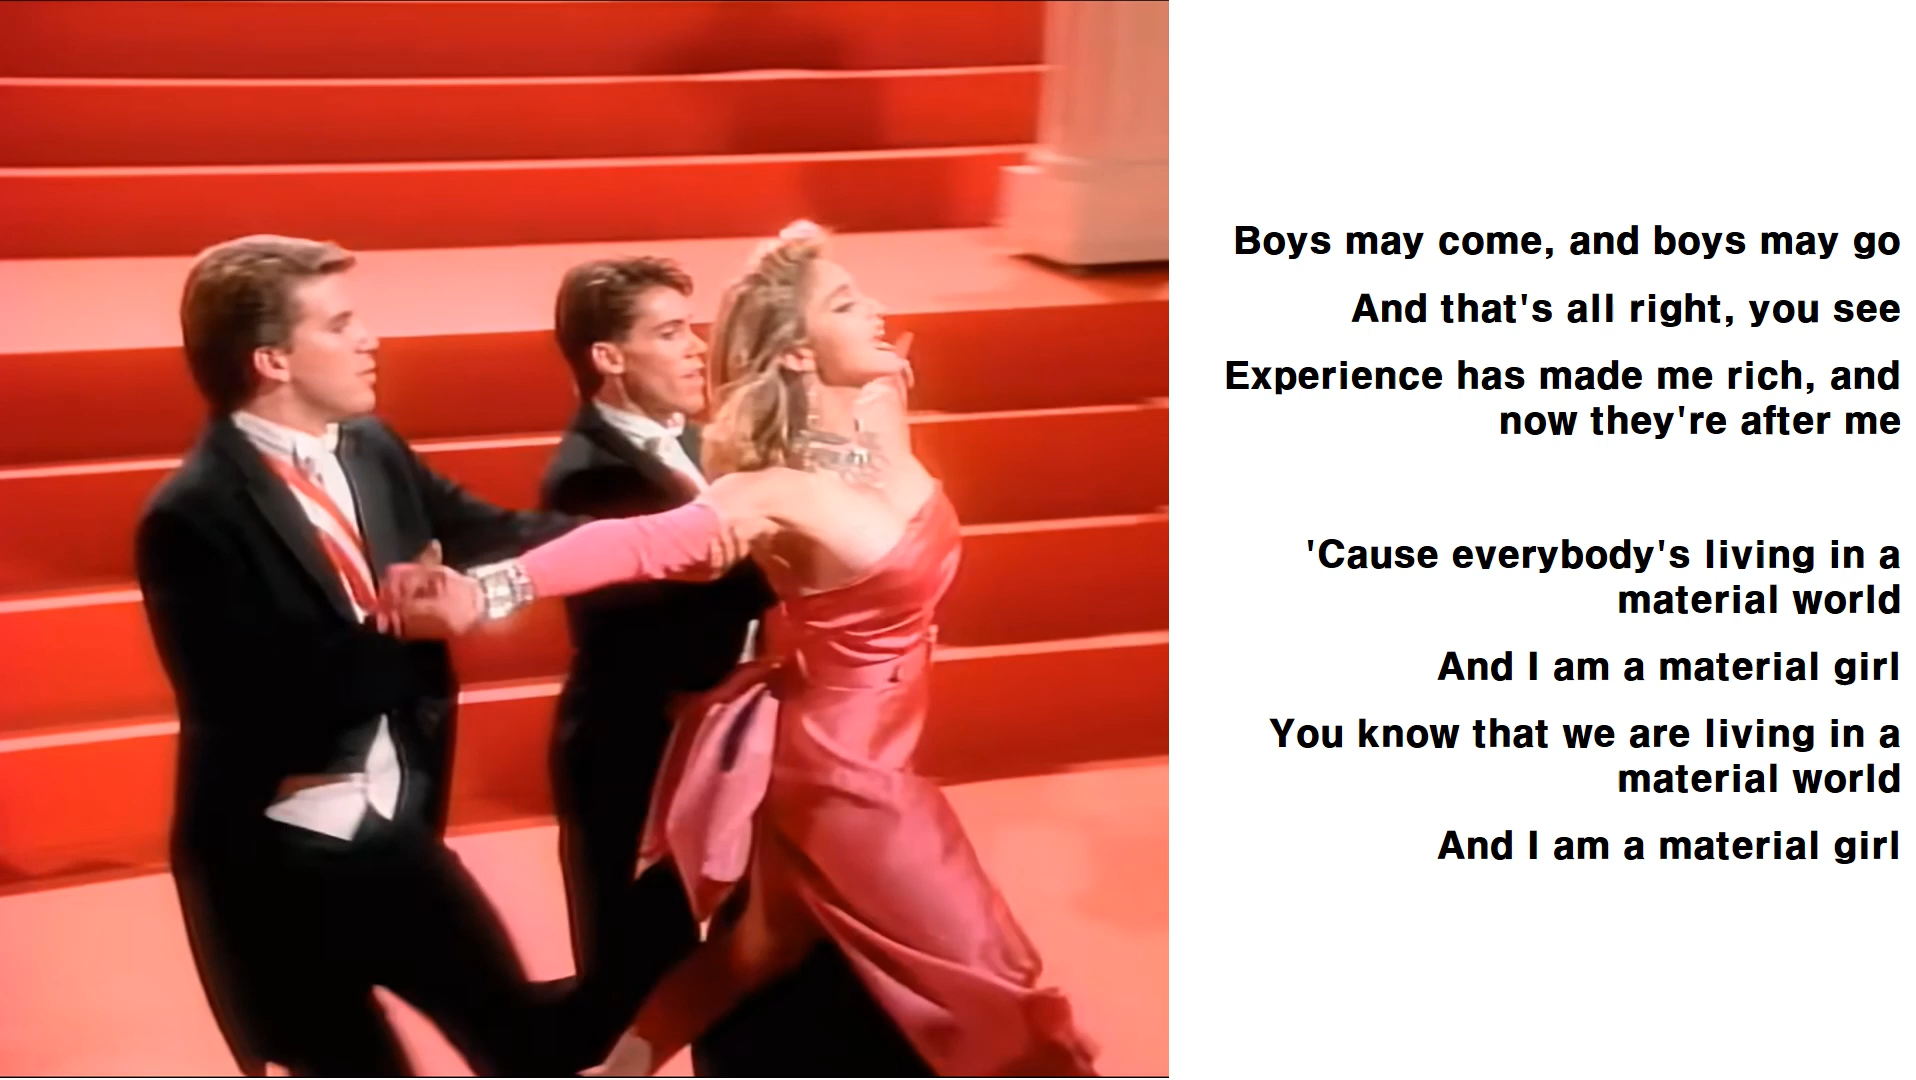 Boys may come, and boys may go
And that's all right, you see
Experience has made me rich, and
now they're after me
'Cause everybody's living in a
material world
And I am a material girl
You know that we are living in a
material world
And I am a material girl